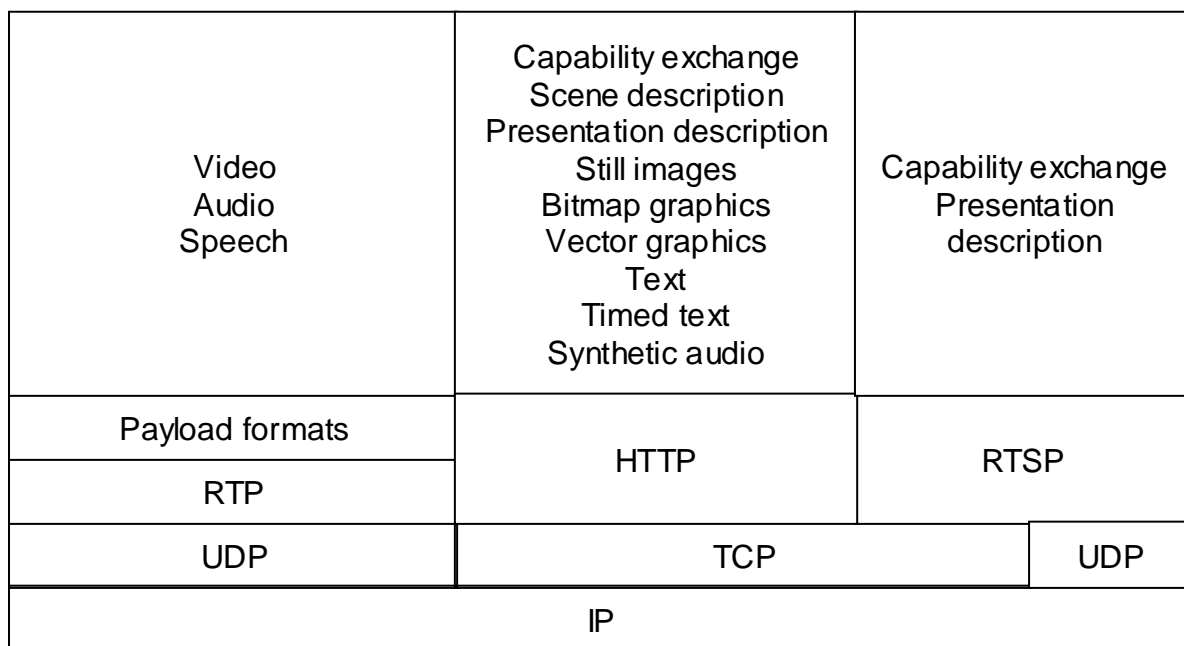 Video
Audio
Speech
Capability exchange
Scene description
Presentation description
Still images
Bitmap graphics
Vector graphics
Text
Timed text
Synthetic audio
Capability exchange
Presentation
description
Payload formats
RTP
HTTP
RTSP
UDP
TCP
UDP
IP